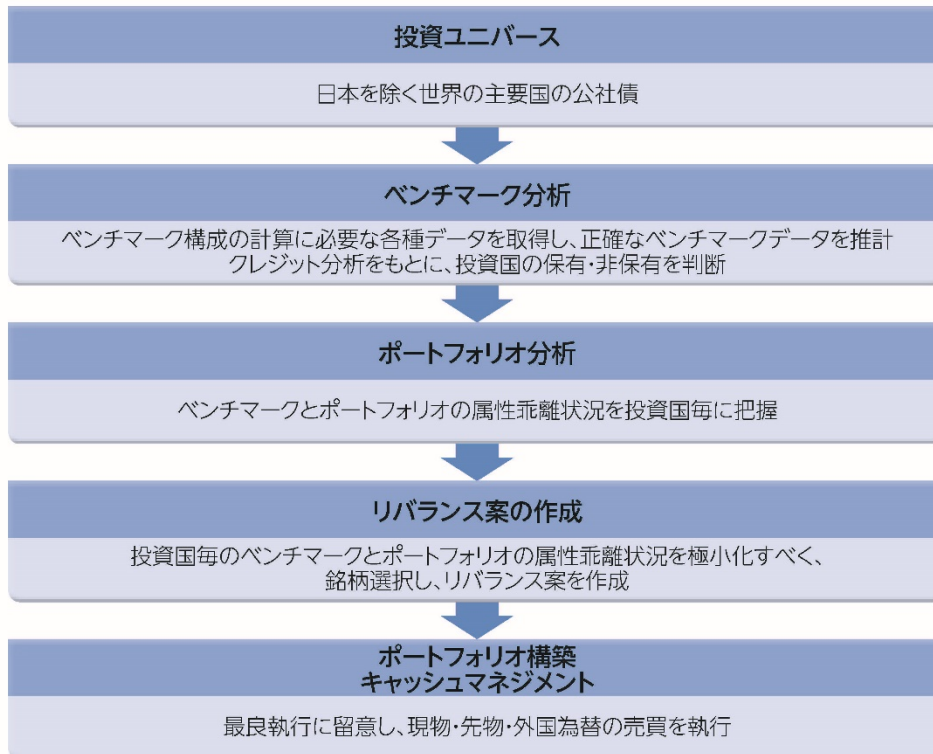 投資ユニバース
日本を除く世界の主要国の公社債
ベンチマーク分析
ベンチマーク構成の計算に必要な各種データを取得し、正確なベンチマークデータを推計
クレジット分析をもとに、投資国の保有・非保有を判断
ポートフォリオ分析
ベンチマークとポートフォリオの属性乖離状況を投資国毎に把握
リバランス案の作成
投資国毎のベンチマークとポートフォリオの属性乖離状況を極小化すべく、
銘柄選択し、リバランス案を作成
ポートフォリオ構築
キャッシュマネジメント
最良執行に留意し、現物・先物・外国為替の売買を執行